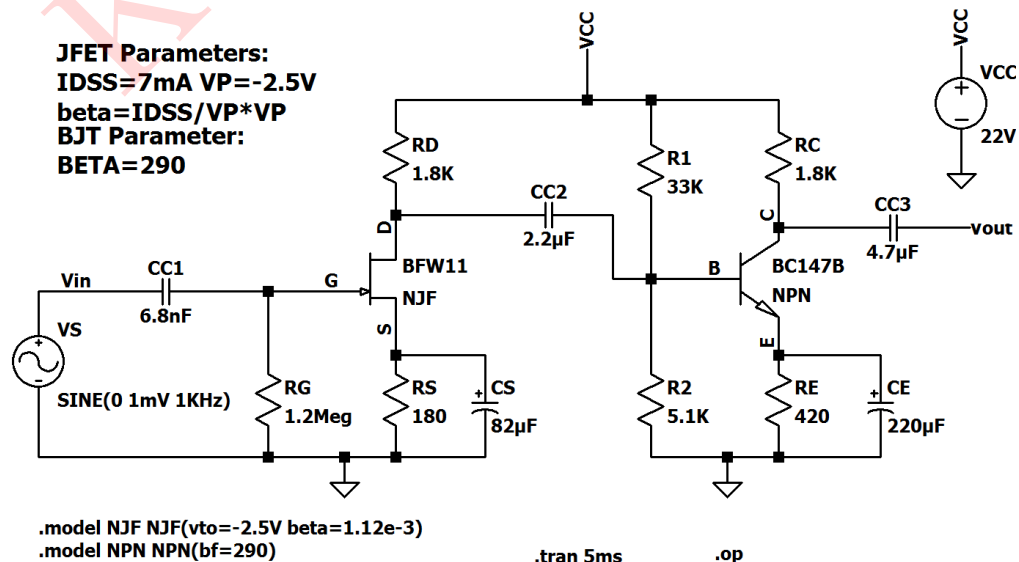 JFET Parameters:
IDSS=7mA VP=-2.5V
beta=IDSS/VP*VP
BJT Parameter:
BETA=290
VCC
VCC
VCC
22V
RD
1.8K
R1
33K
RC
1.8K
CC2
2.2µF
CC3
4.7µF
vout
D
C
Vin
CC1
6.8nF
G
BFW11
NJF
B
BC147B
NPN
VS
SINE(0 1mV 1KHz)
S
E
RG
1.2Meg
RS
180
CS
82µF
R2
5.1K
RE
420
CE
220µF
.model NJF NJF(vto=-2.5V beta=1.12e-3)
.model NPN NPN(bf=290)
.tran 5ms
.op